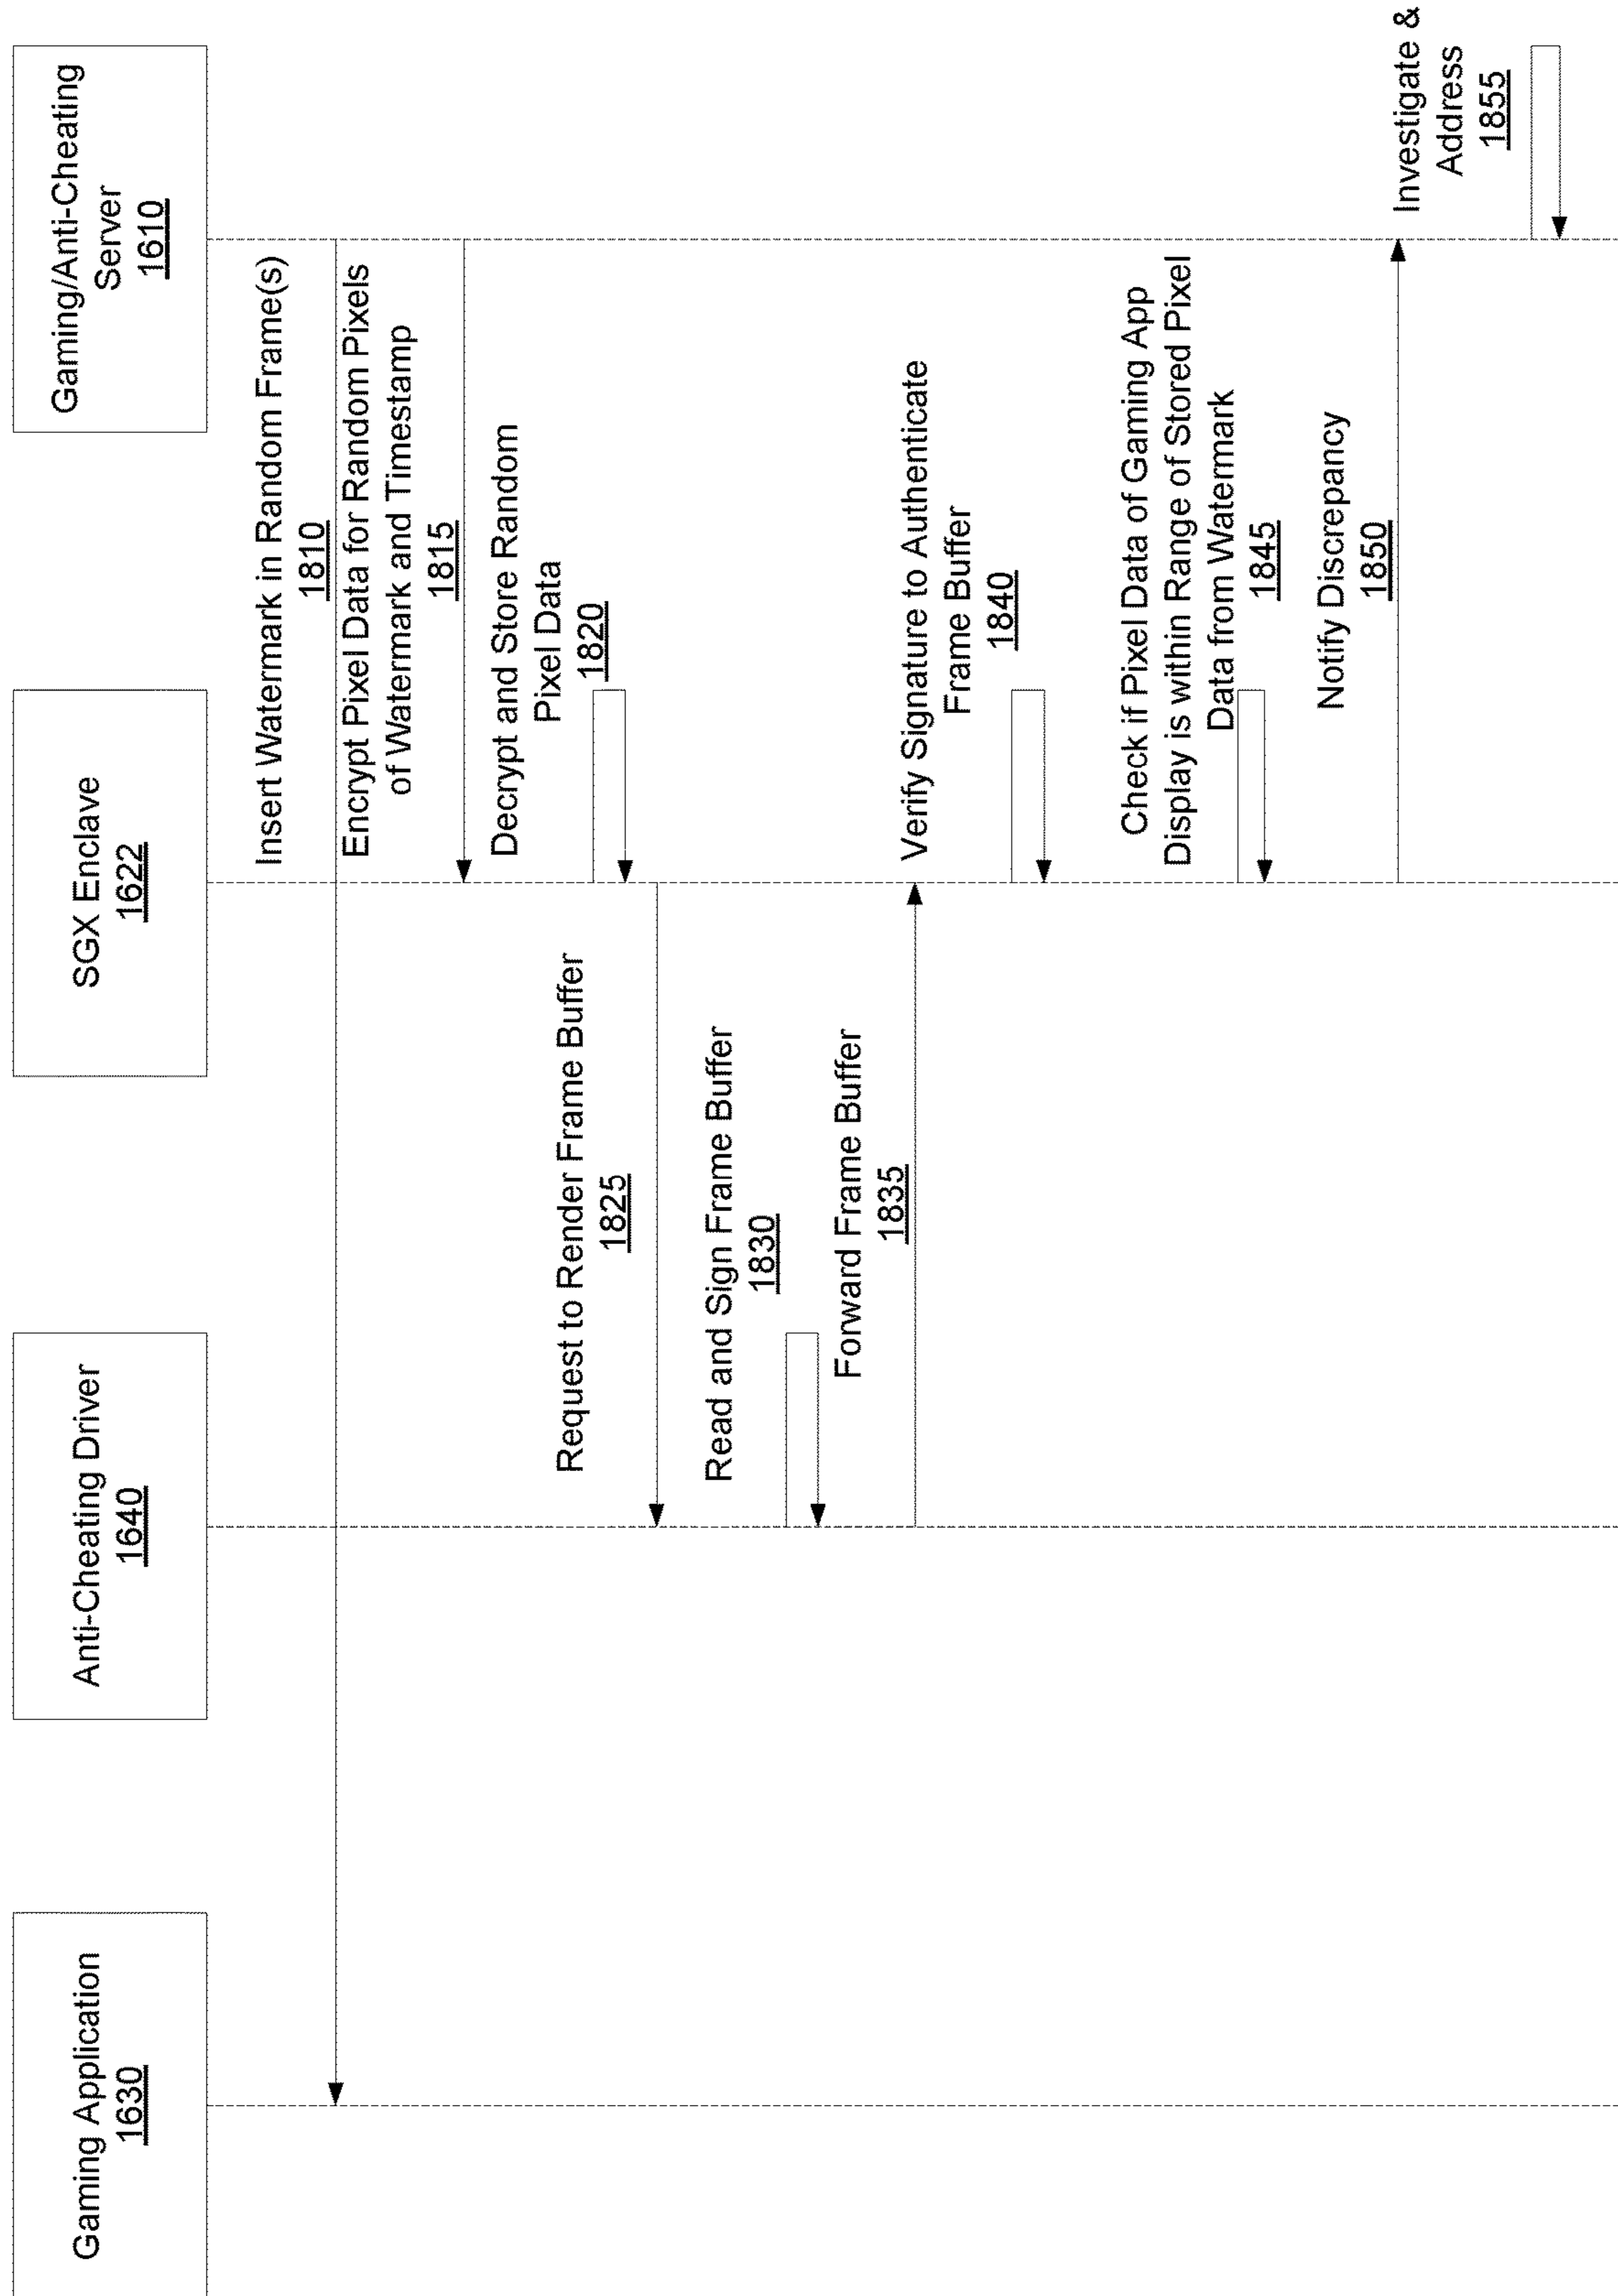 Gaming Application
1630
Anti-Cheating Driver
1640
SGX Enclave
1622
Gaming/Anti-Cheating
Server
1610
Insert Watermark in Random Frame(s)
1810
Encrypt Pixel Data for Random Pixels
of Watermark and Timestamp
1815
Decrypt and Store Random
Pixel Data
1820
Request to Render Frame Buffer
1825
Read and Sign Frame Buffer
1830
Forward Frame Buffer
1835
Verify Signature to Authenticate
Frame Buffer
1840
Check if Pixel Data of Gaming App
Display is within Range of Stored Pixel
Data from Watermark
1845
Notify Discrepancy
1850
Investigate &
Address
1855